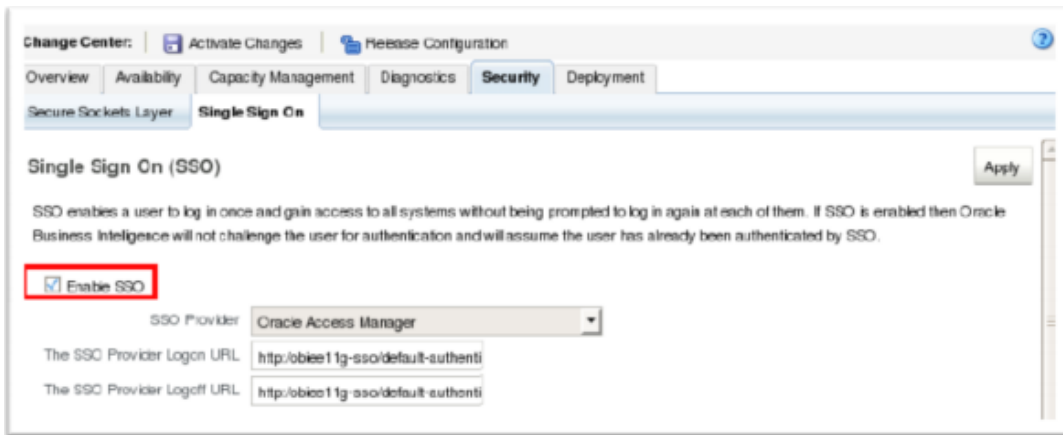 Change Center: Activate Changes Release Configuration
Overview Availability Capacity Management Diagnostics Security Deployment
Secure Sockets Layer Single Sign On
Single Sign On (SSO)
Apply
SSO enables a user to log in once and gain access to all systems without being prompted to log in again at each of them. If SSO is enabled then Oracle
Business Intelligence will not challenge the user for authentication and will assume the user has already been authenticated by SSO.
Enable SSO
SSO Provider Oracle Access Manager
The SSO Provider Logon URL http:/obiee11g-sso/default-authenti
The SSO Provider Logoff URL http:/obiee11g-sso/default-authenti